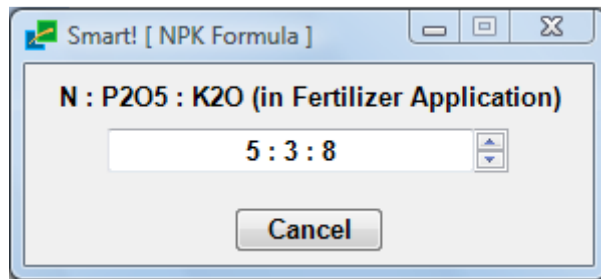 Smart! [ NPK Formula ]
N : P2O5 : K2O (in Fertilizer Application)
5 : 3 : 8
Cancel